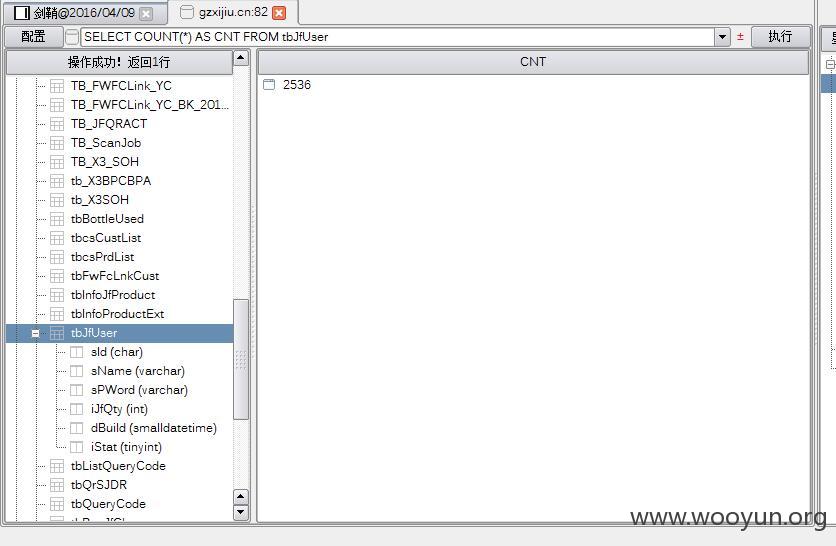 剑鞘@2016/04/09
gzxijiu.cn:82
配置
SELECT COUNT(*) AS CNT FROM tbJfUser
± 执行
操作成功！返回1行
CNT
TB_FWFCLink_YC
2536
TB_FWFCLink_YC_BK_201...
TB_JFQRACT
TB_ScanJob
TB_X3_SOH
tb_X3BPCBPA
tb_X3SOH
tbBottleUsed
tbcsCustList
tbcsPrdList
tbFwFcLnkCust
tbInfoJfProduct
tbInfoProductExt
tbJfUser
sId (char)
sName (varchar)
sPWord (varchar)
iJfQty (int)
dBuild (smalldatetime)
iStat (tinyint)
tbListQueryCode
tbQrSJDR
tbQueryCode
www.wooyun.org